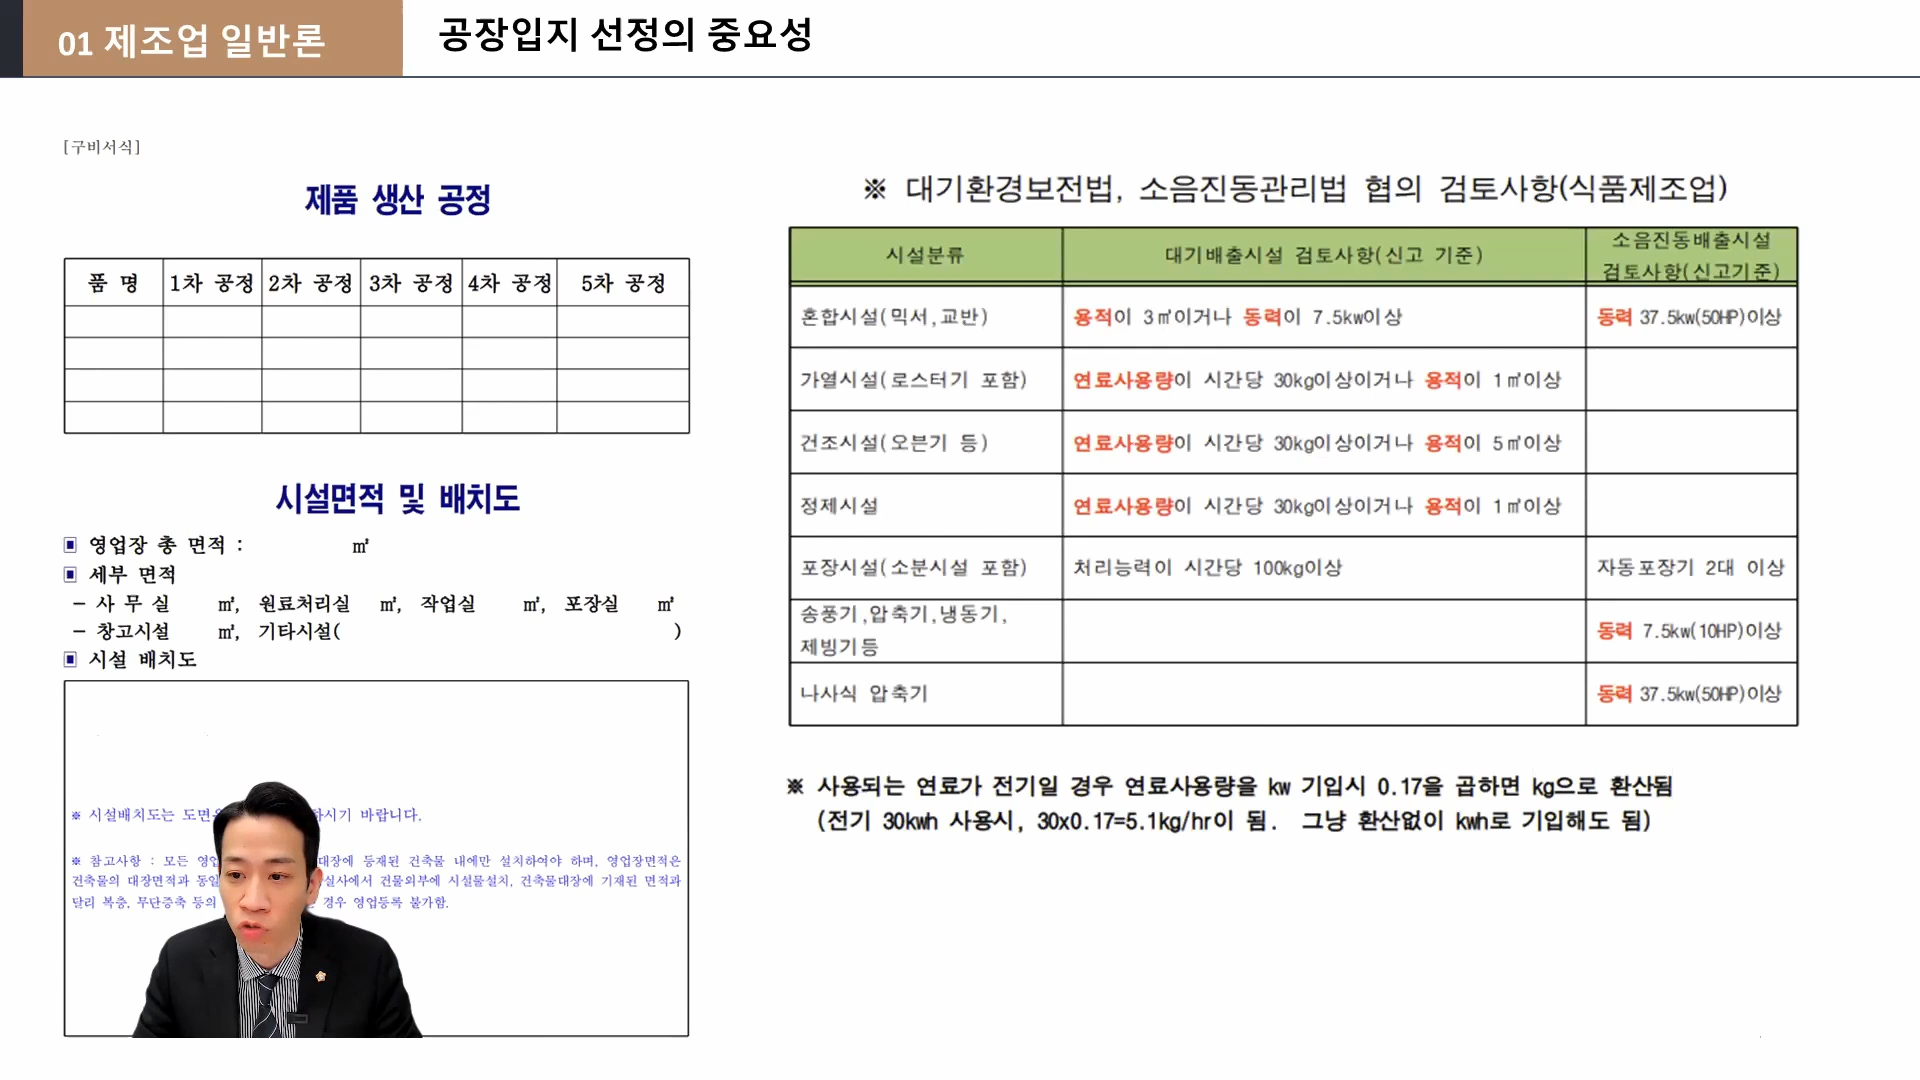 01 제조업 일반론
공장입지 선정의 중요성
[구비서식]
제품 생산 공정
품 명 1차 공정 2차 공정 3차 공정 4차 공정 5차 공정
시설면적 및 배치도
▣ 영업장 총 면적 : ㎡
▣ 세부 면적
- 사 무 실 ㎡, 원료처리실 ㎡, 작업실 ㎡, 포장실 ㎡
- 창고시설 ㎡, 기타시설( )
▣ 시설 배치도
※ 시설배치도는 도면 하시기 바랍니다.
※ 참고사항 : 모든 대장에 등재된 건축물 내에만 설치하여야 하며, 영업장면적은
건축물의 대장면적과 실사에서 건물외부에 시설물설치, 건축물대장에 기재된 면적과
달리 복층, 무단증축 등의 경우 영업등록 불가함.
※ 대기환경보전법, 소음진동관리법 협의 검토사항(식품제조업)
시설분류 대기배출시설 검토사항(신고 기준) 소음진동배출시설
검토사항(신고기준)
혼합시설(믹서,교반) 용적이 3㎥이거나 동력이 7.5kw이상 동력 37.5kw(50HP)이상
가열시설(로스터기 포함) 연료사용량이 시간당 30kg이상이거나 용적이 1㎥이상
건조시설(오븐기 등) 연료사용량이 시간당 30kg이상이거나 용적이 5㎥이상
정제시설 연료사용량이 시간당 30kg이상이거나 용적이 1㎥이상
포장시설(소분시설 포함) 처리능력이 시간당 100kg이상 자동포장기 2대 이상
송풍기,압축기,냉동기,
제빙기등 동력 7.5kw(10HP)이상
나사식 압축기 동력 37.5kw(50HP)이상
※ 사용되는 연료가 전기일 경우 연료사용량을 kw 기입시 0.17을 곱하면 kg으로 환산됨
(전기 30kwh 사용시, 30x0.17=5.1kg/hr이 됨. 그냥 환산없이 kwh로 기입해도 됨)